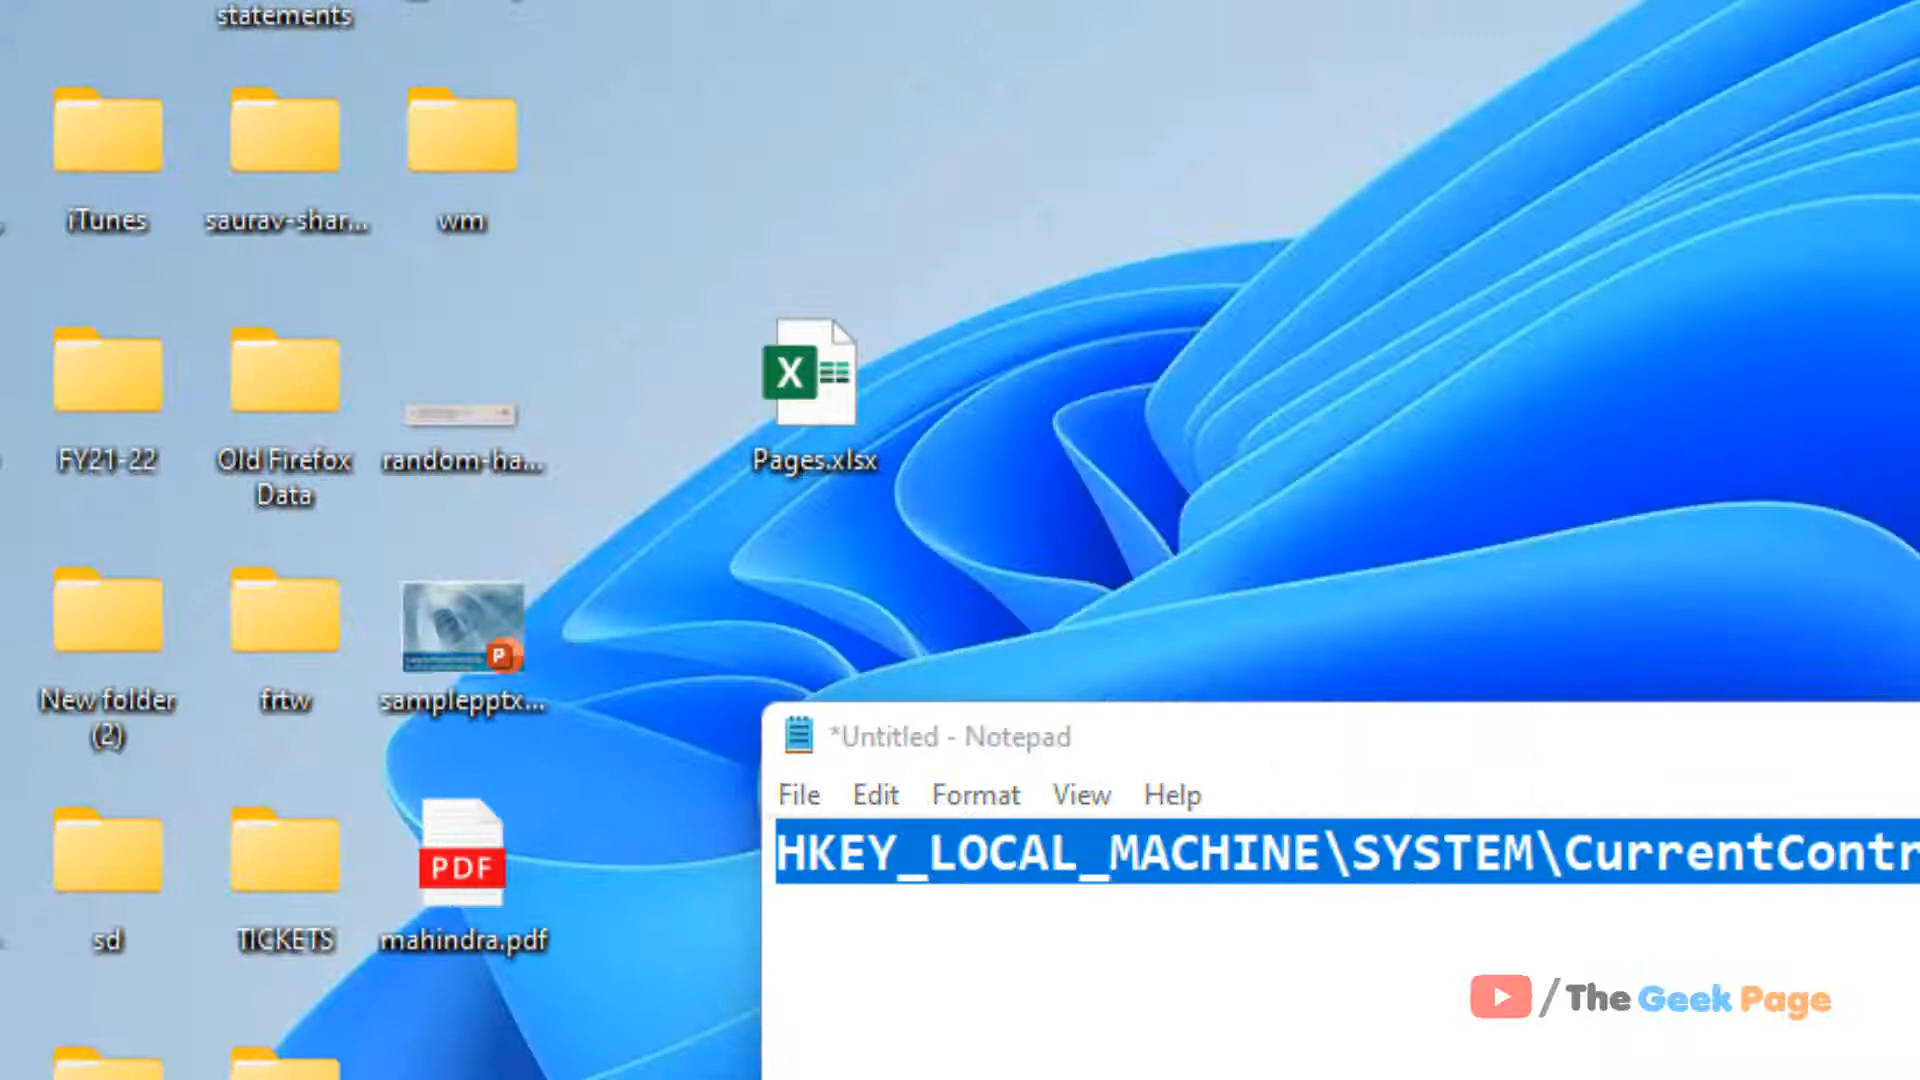 statements
iTunes
saurav-shar...
wm
FY21-22
Old Firefox
Data
random-ha...
Pages.xlsx
New folder
(2)
frtw
samplepptx...
P
X
*Untitled - Notepad
File Edit Format View Help
HKEY_LOCAL_MACHINE\SYSTEM\CurrentContr
PDF
sd
TICKETS
mahindra.pdf
/The Geek Page